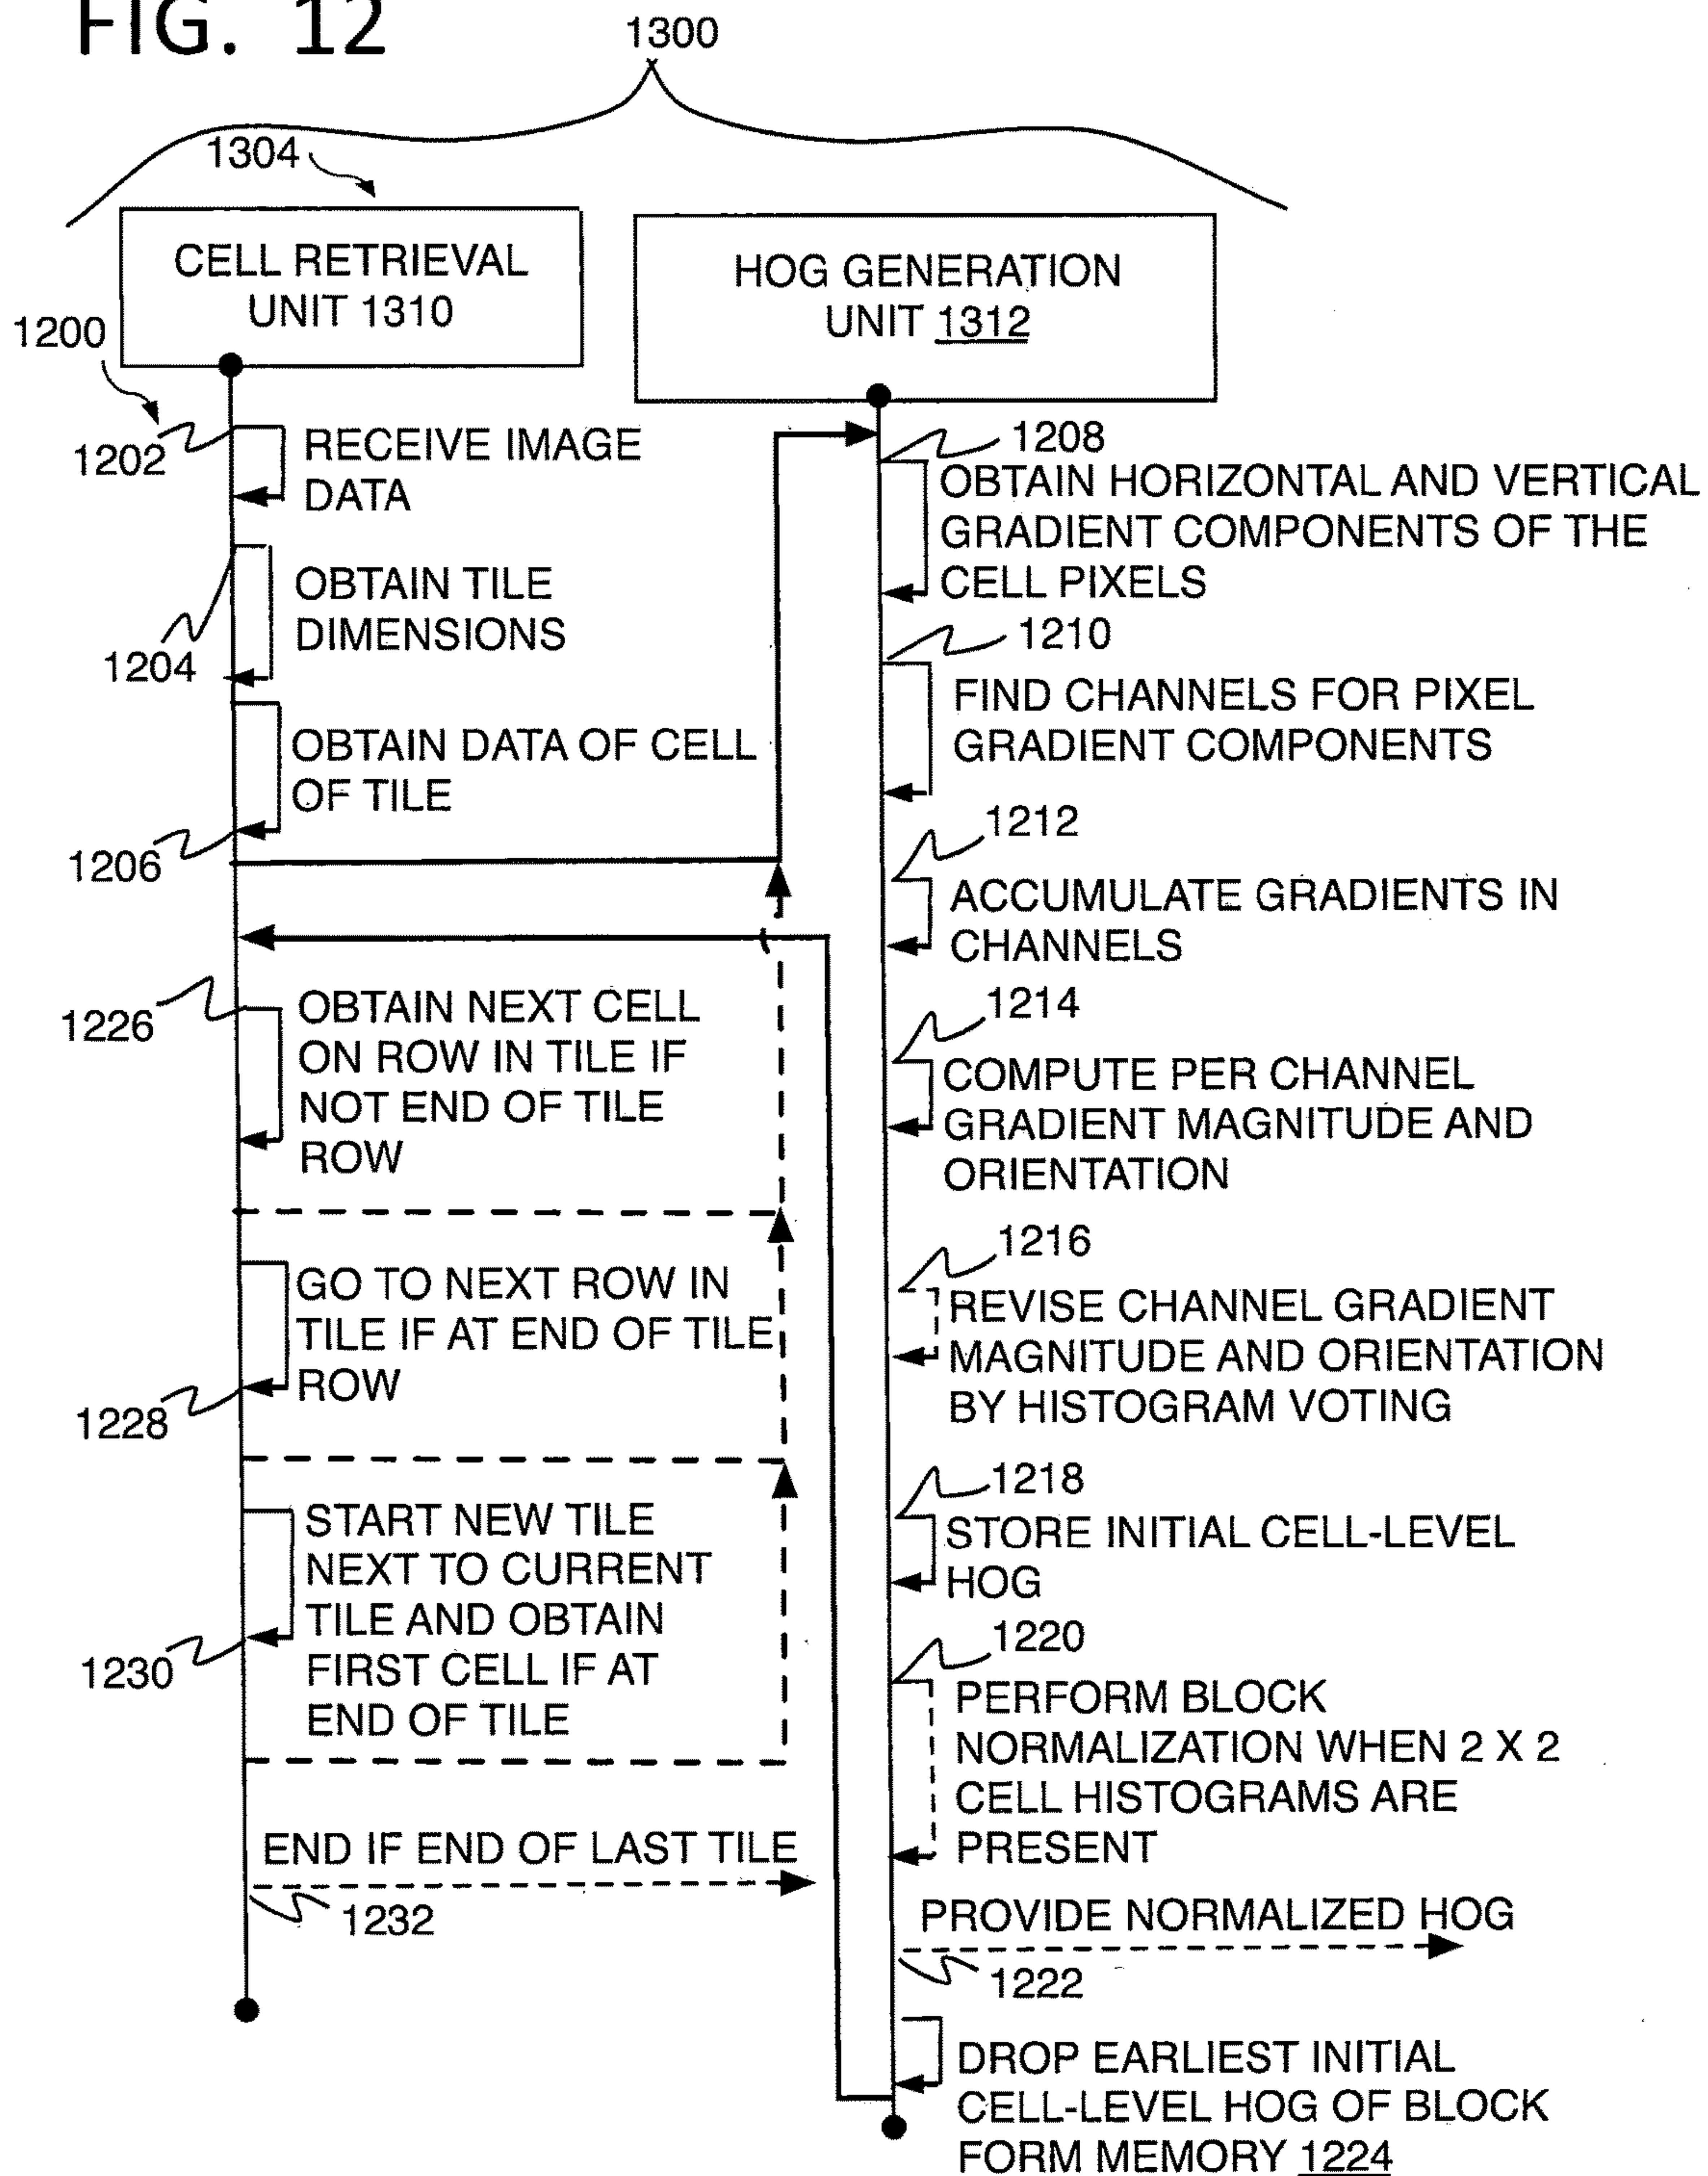 FIG. 12
1300
1304
CELL RETRIEVAL
UNIT 1310
HOG GENERATION
UNIT 1312
1200
1202
RECEIVE IMAGE
DATA
1204
OBTAIN TILE
DIMENSIONS
OBTAIN DATA OF CELL
OF TILE
1206
1226
OBTAIN NEXT CELL
ON ROW IN TILE IF
NOT END OF TILE
ROW
GO TO NEXT ROW IN
TILE IF AT END OF TILE
ROW
1228
START NEW TILE
NEXT TO CURRENT
TILE AND OBTAIN
FIRST CELL IF AT
END OF TILE
1230
END IF END OF LAST TILE
1232
1208
OBTAIN HORIZONTAL AND VERTICAL
GRADIENT COMPONENTS OF THE
CELL PIXELS
1210
FIND CHANNELS FOR PIXEL
GRADIENT COMPONENTS
1212
ACCUMULATE GRADIENTS IN
CHANNELS
1214
COMPUTE PER CHANNEL
GRADIENT MAGNITUDE AND
ORIENTATION
1216
REVISE CHANNEL GRADIENT
MAGNITUDE AND ORIENTATION
BY HISTOGRAM VOTING
1218
STORE INITIAL CELL-LEVEL
HOG
1220
PERFORM BLOCK
NORMALIZATION WHEN 2 X 2
CELL HISTOGRAMS ARE
PRESENT
PROVIDE NORMALIZED HOG
1222
DROP EARLIEST INITIAL
CELL-LEVEL HOG OF BLOCK
FORM MEMORY 1224